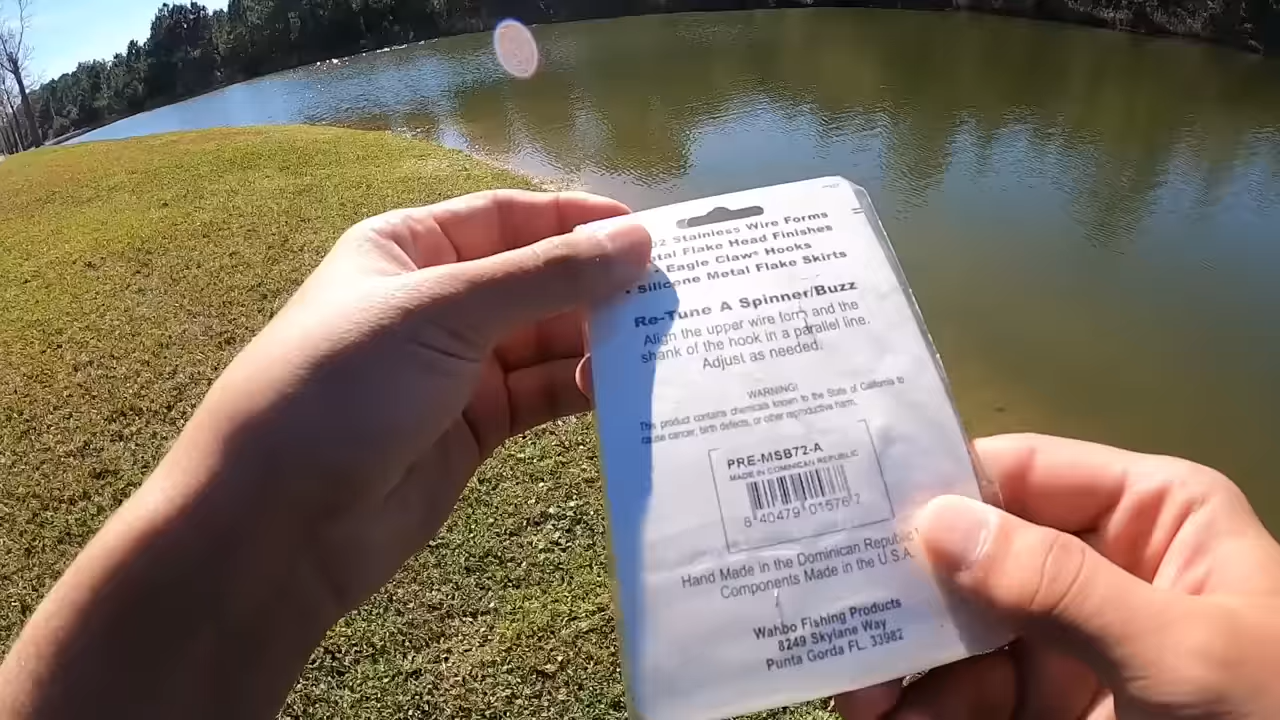 Stainless Wire Forms
Flake Head Finishes
Eagle Claw® Hooks
• Silicone Metal Flake Skirts
Re-Tune A Spinner/Buzz
Align the upper wire form and the
shank of the hook in a parallel line.
Adjust as needed.
WARNING!
This product contains chemicals known to the State of California to
cause cancer, birth defects, or other reproductive harm.
PRE-MSB72-A
MADE IN DOMINICAN REPUBLIC
8 40479 01576 2
Hand Made in the Dominican Republic
Components Made in the U.S.A.
Wahoo Fishing Products
8249 Skylane Way
Punta Gorda FL. 33982